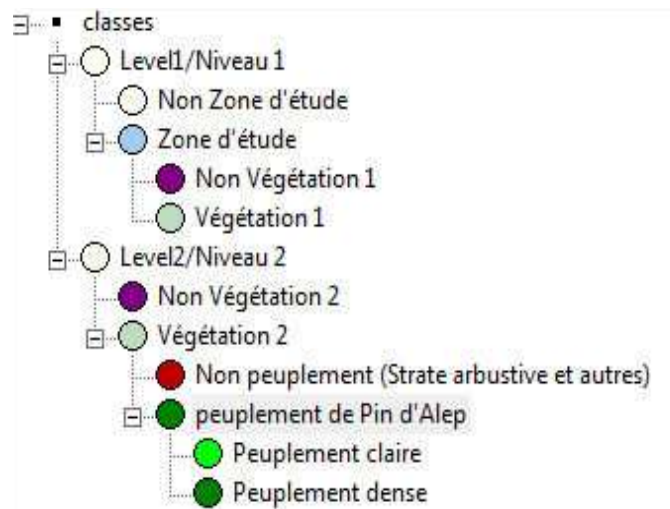 classes
Level1/Niveau 1
Non Zone d'étude
Zone d'étude
Non Végétation 1
Végétation 1
Level2/Niveau 2
Non Végétation 2
Végétation 2
Non peuplement (Strate arbustive et autres)
peuplement de Pin d'Alep
Peuplement claire
Peuplement dense